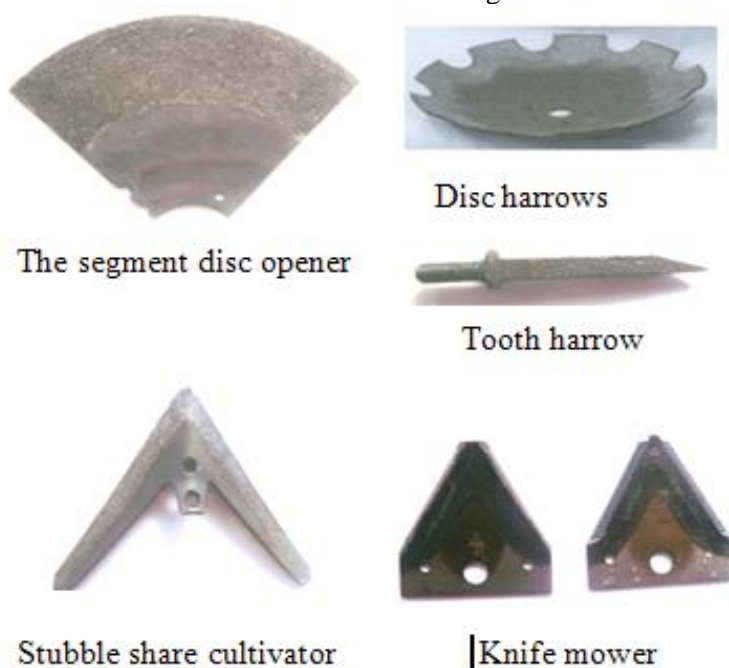 Disc harrows
The segment disc opener
Tooth harrow
Stubble share cultivator
Knife mower